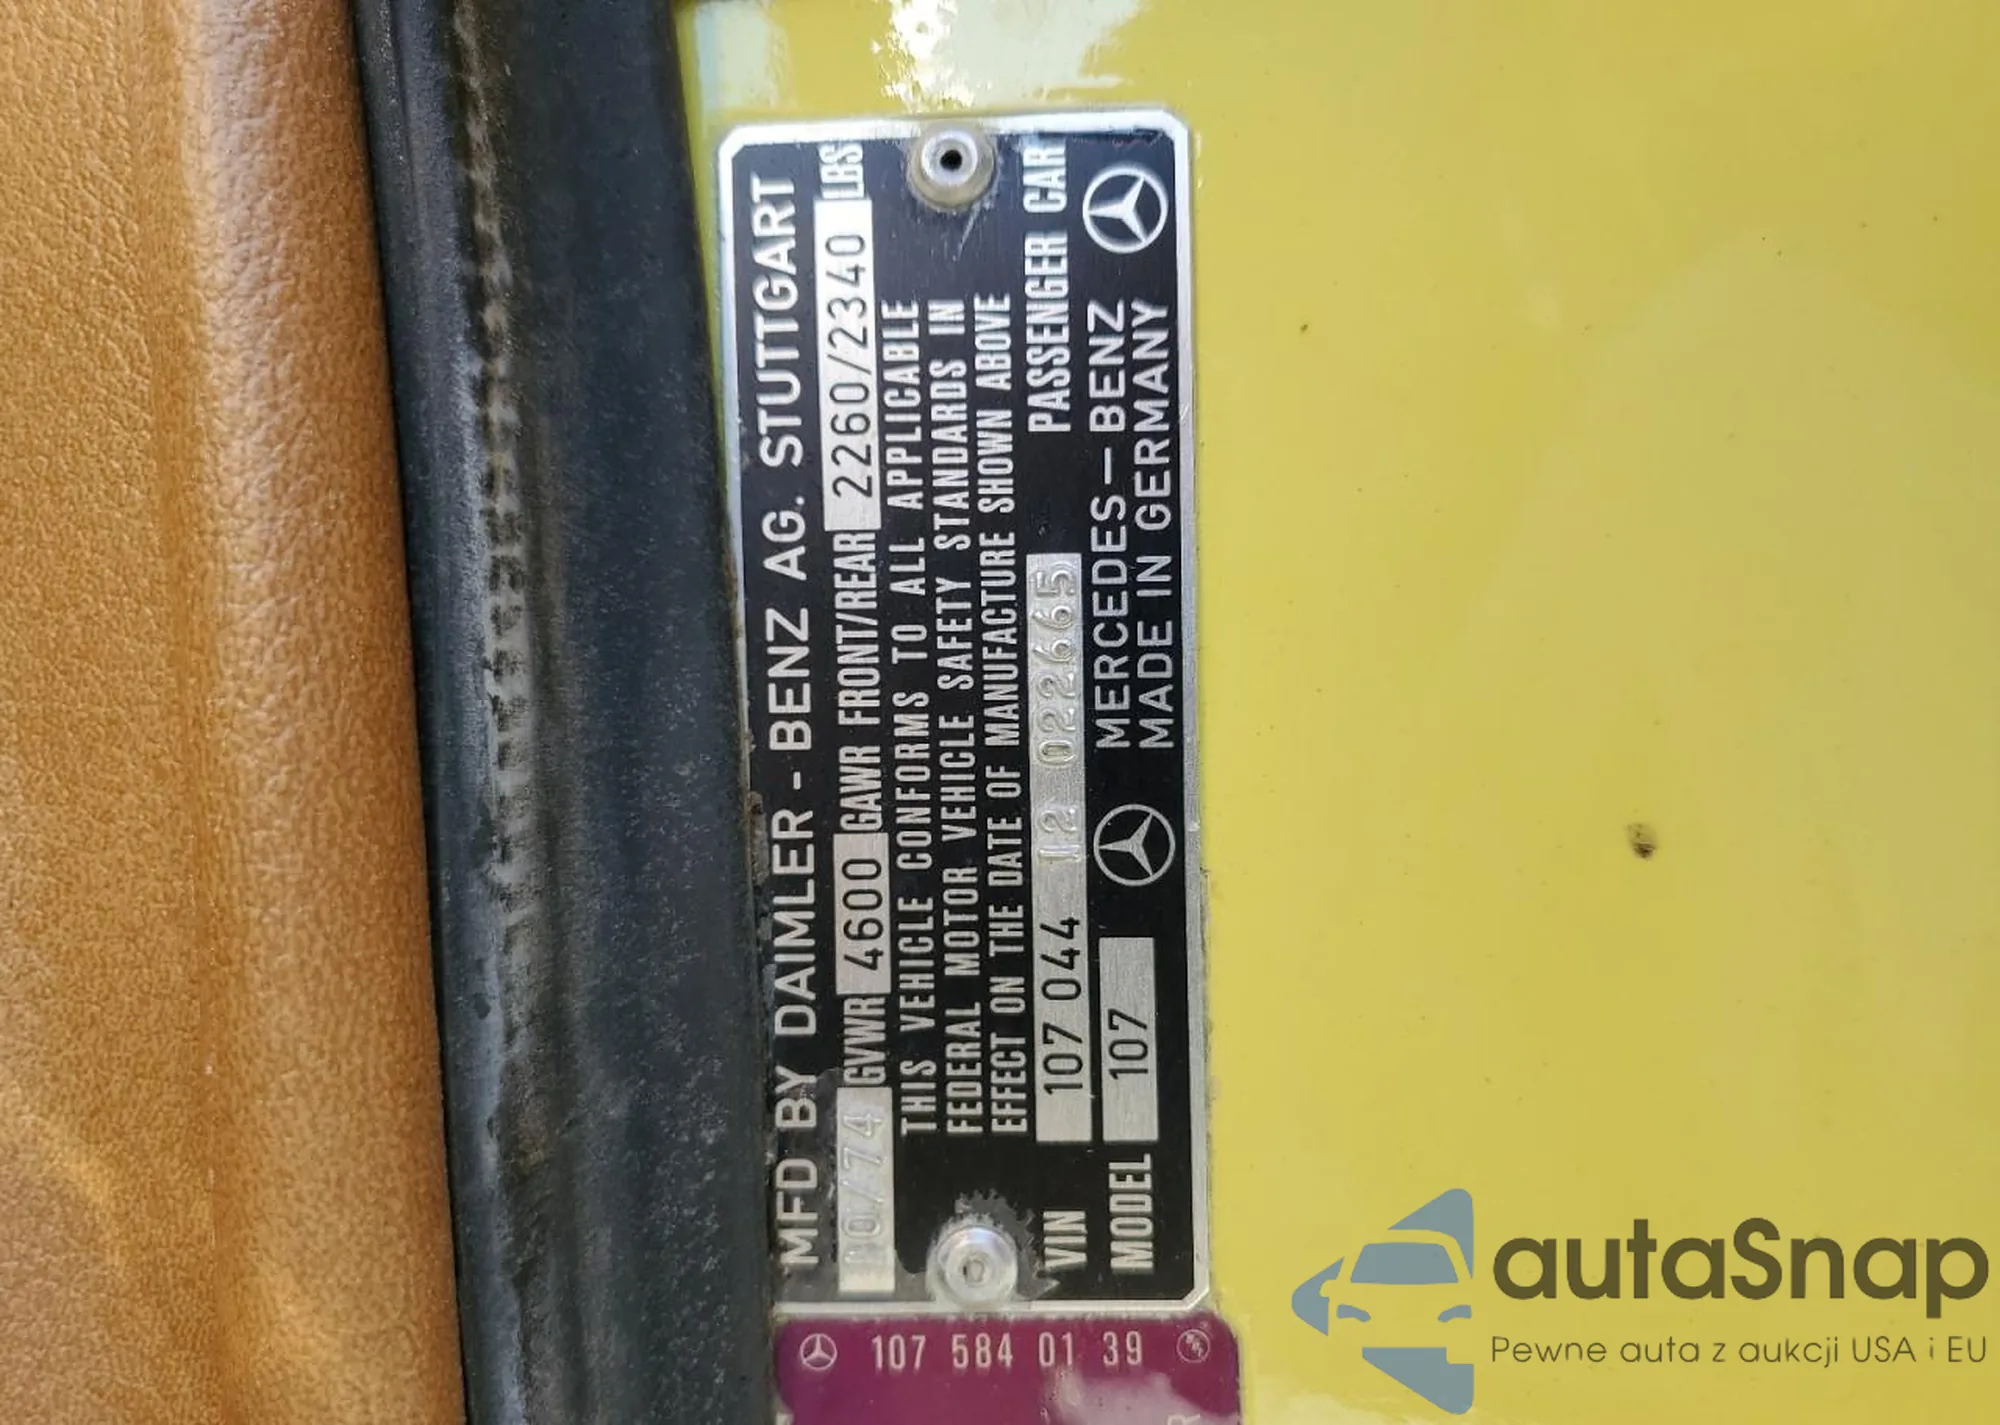 MFD BY DAIMLER - BENZ AG. STUTTGART
10/74 GVWR 4600 GAWR FRONT/REAR 2260/2340 LBS
THIS VEHICLE CONFORMS TO ALL APPLICABLE
FEDERAL MOTOR VEHICLE SAFETY STANDARDS IN
EFFECT ON THE DATE OF MANUFACTURE SHOWN ABOVE
VIN 107 044 12 022665 PASSENGER CAR
MODEL 107 MERCEDES-BENZ
MADE IN GERMANY
107 584 01 39
autaSnap
Pewne auta z aukcji USA i EU